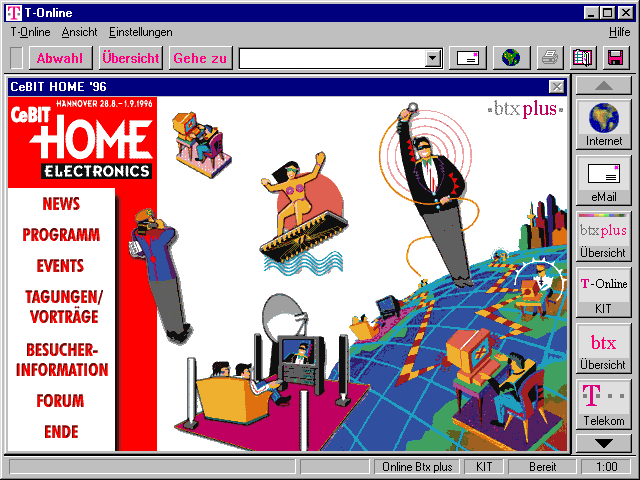 T-Online
T-Online Ansicht Einstellungen Hilfe
Abwahl Übersicht Gehe zu
CeBIT HOME '96
HANNOVER 28.8.–1.9.1996
CeBIT
HOME
ELECTRONICS
NEWS
PROGRAMM
EVENTS
TAGUNGEN/
VORTRÄGE
BESUCHER-
INFORMATION
FORUM
ENDE
btx plus
Internet
eMail
btx plus
Übersicht
T-Online
KIT
btx
Übersicht
T
Telekom
Online Btx plus KIT Bereit 1:00